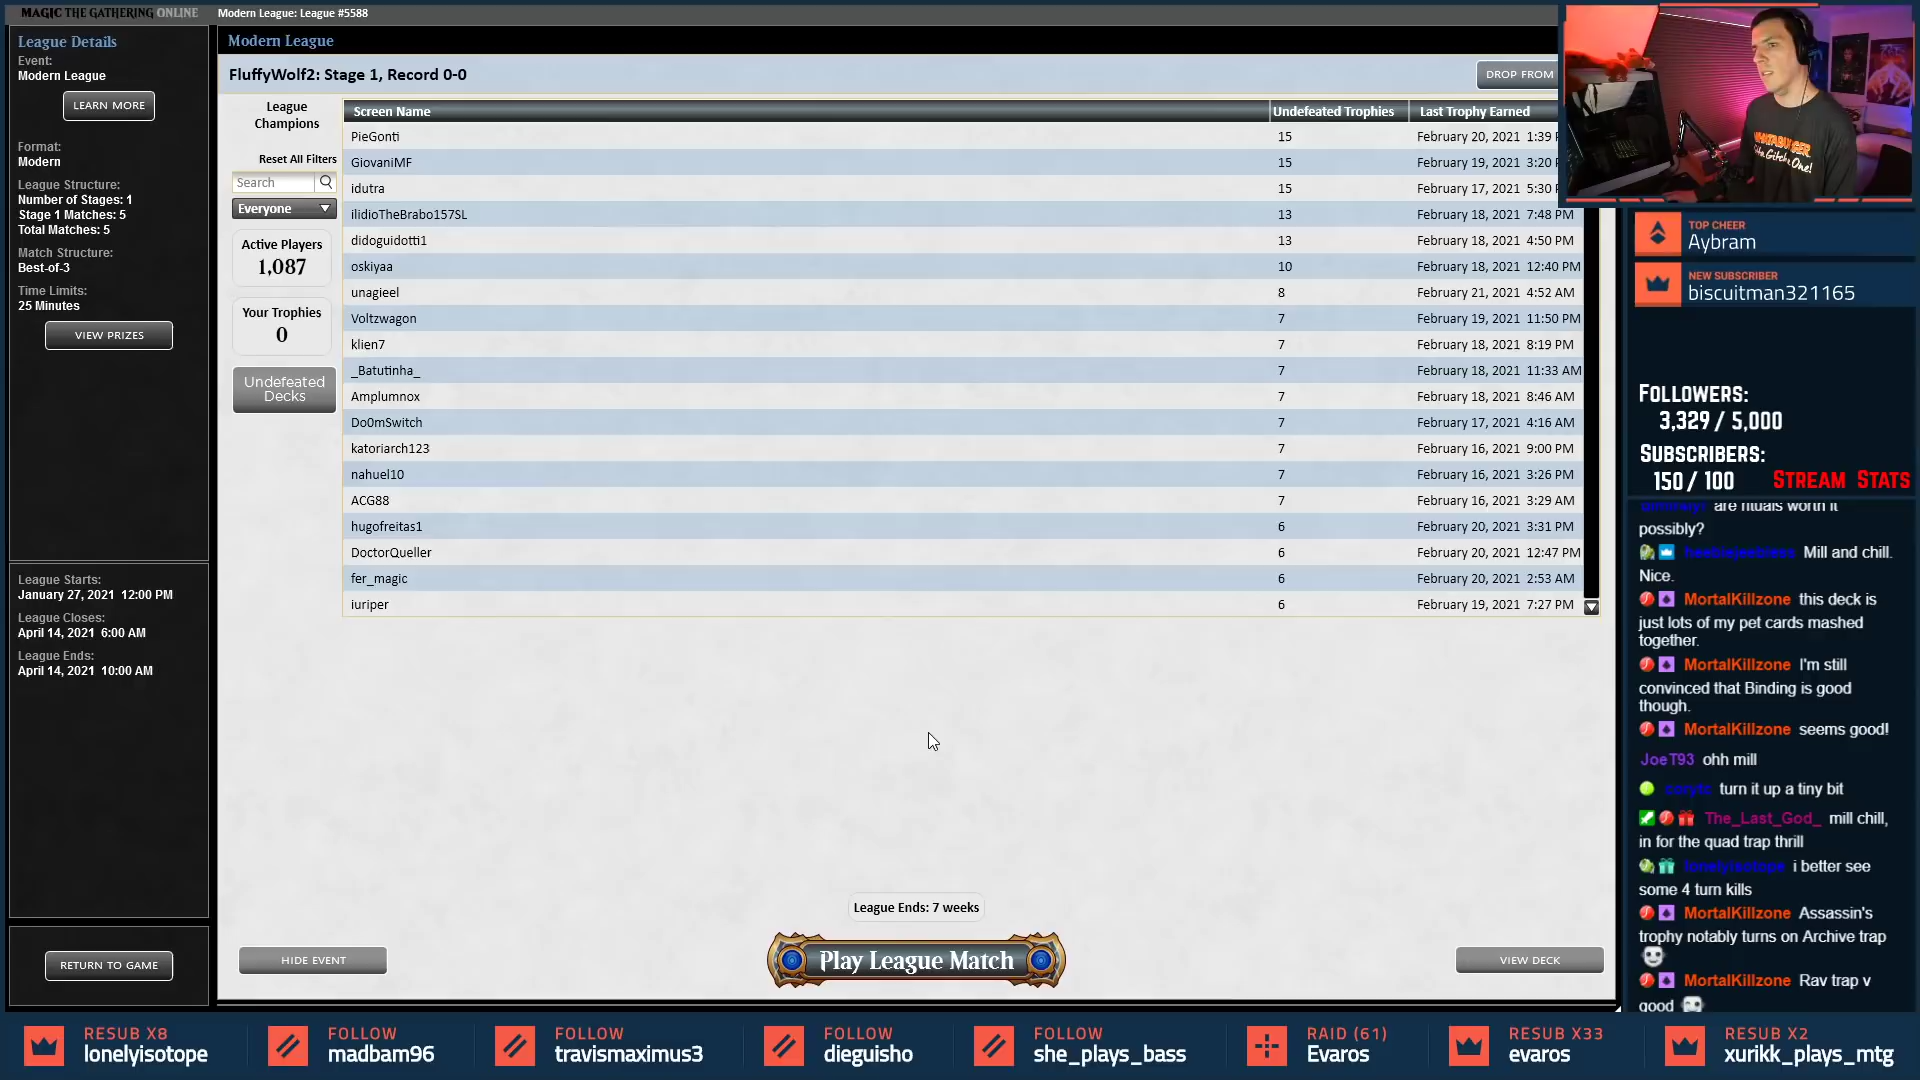 MAGIC THE GATHERING ONLINE
Modern League: League #5588
League Details
Event:
Modern League
LEARN MORE
Format:
Modern
League Structure:
Number of Stages: 1
Stage 1 Matches: 5
Total Matches: 5
Match Structure:
Best-of-3
Time Limits:
25 Minutes
VIEW PRIZES
League Starts:
January 27, 2021 12:00 PM
League Closes:
April 14, 2021 6:00 AM
League Ends:
April 14, 2021 10:00 AM
RETURN TO GAME
Modern League
FluffyWolf2: Stage 1, Record 0-0
DROP FROM
League
Champions
Reset All Filters
Search
Everyone
Active Players
1,087
Your Trophies
0
Undefeated
Decks
Screen Name Undefeated Trophies Last Trophy Earned
PieGonti 15 February 20, 2021 1:39
GiovaniMF 15 February 19, 2021 3:20
idutra 15 February 17, 2021 5:30
ilidioTheBrabo157SL 13 February 18, 2021 7:48 PM
didoguidotti1 13 February 18, 2021 4:50 PM
oskiyaa 10 February 18, 2021 12:40 PM
unagieel 8 February 21, 2021 4:52 AM
Voltzwagon 7 February 19, 2021 11:50 PM
klien7 7 February 18, 2021 8:19 PM
_Batutinha_ 7 February 18, 2021 11:33 AM
Amplumnox 7 February 18, 2021 8:46 AM
Do0mSwitch 7 February 17, 2021 4:16 AM
katoriarch123 7 February 16, 2021 9:00 PM
nahuel10 7 February 16, 2021 3:26 PM
ACG88 7 February 16, 2021 3:29 AM
hugofreitas1 6 February 20, 2021 3:31 PM
DoctorQueller 6 February 20, 2021 12:47 PM
fer_magic 6 February 20, 2021 2:53 AM
iuriper 6 February 19, 2021 7:27 PM
League Ends: 7 weeks
HIDE EVENT
Play League Match
VIEW DECK
WHATABURGER
One!
TOP CHEER
Aybram
NEW SUBSCRIBER
biscuitman321165
FOLLOWERS:
3,329 / 5,000
SUBSCRIBERS:
150 / 100 STREAM STATS
are rituals worth it
possibly?
Mill and chill.
Nice.
MortalKillzone this deck is
just lots of my pet cards mashed
together.
MortalKillzone I'm still
convinced that Binding is good
though.
MortalKillzone seems good!
JoeT93 ohh mill
turn it up a tiny bit
The_Last_God_ mill chill,
in for the quad trap thrill
lonelyisotope i better see
some 4 turn kills
MortalKillzone Assassin's
trophy notably turns on Archive trap
MortalKillzone Rav trap v
good
RESUB X8
lonelyisotope
FOLLOW
madbam96
FOLLOW
travismaximus3
FOLLOW
dieguisho
FOLLOW
she_plays_bass
RAID (61)
Evaros
RESUB X33
evaros
RESUB X2
xurikk_plays_mtg